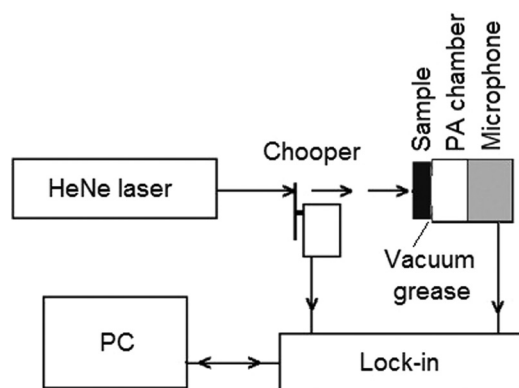 Sample
PA chamber
Microphone
Chooper
HeNe laser
Vacuum
grease
PC
Lock-in